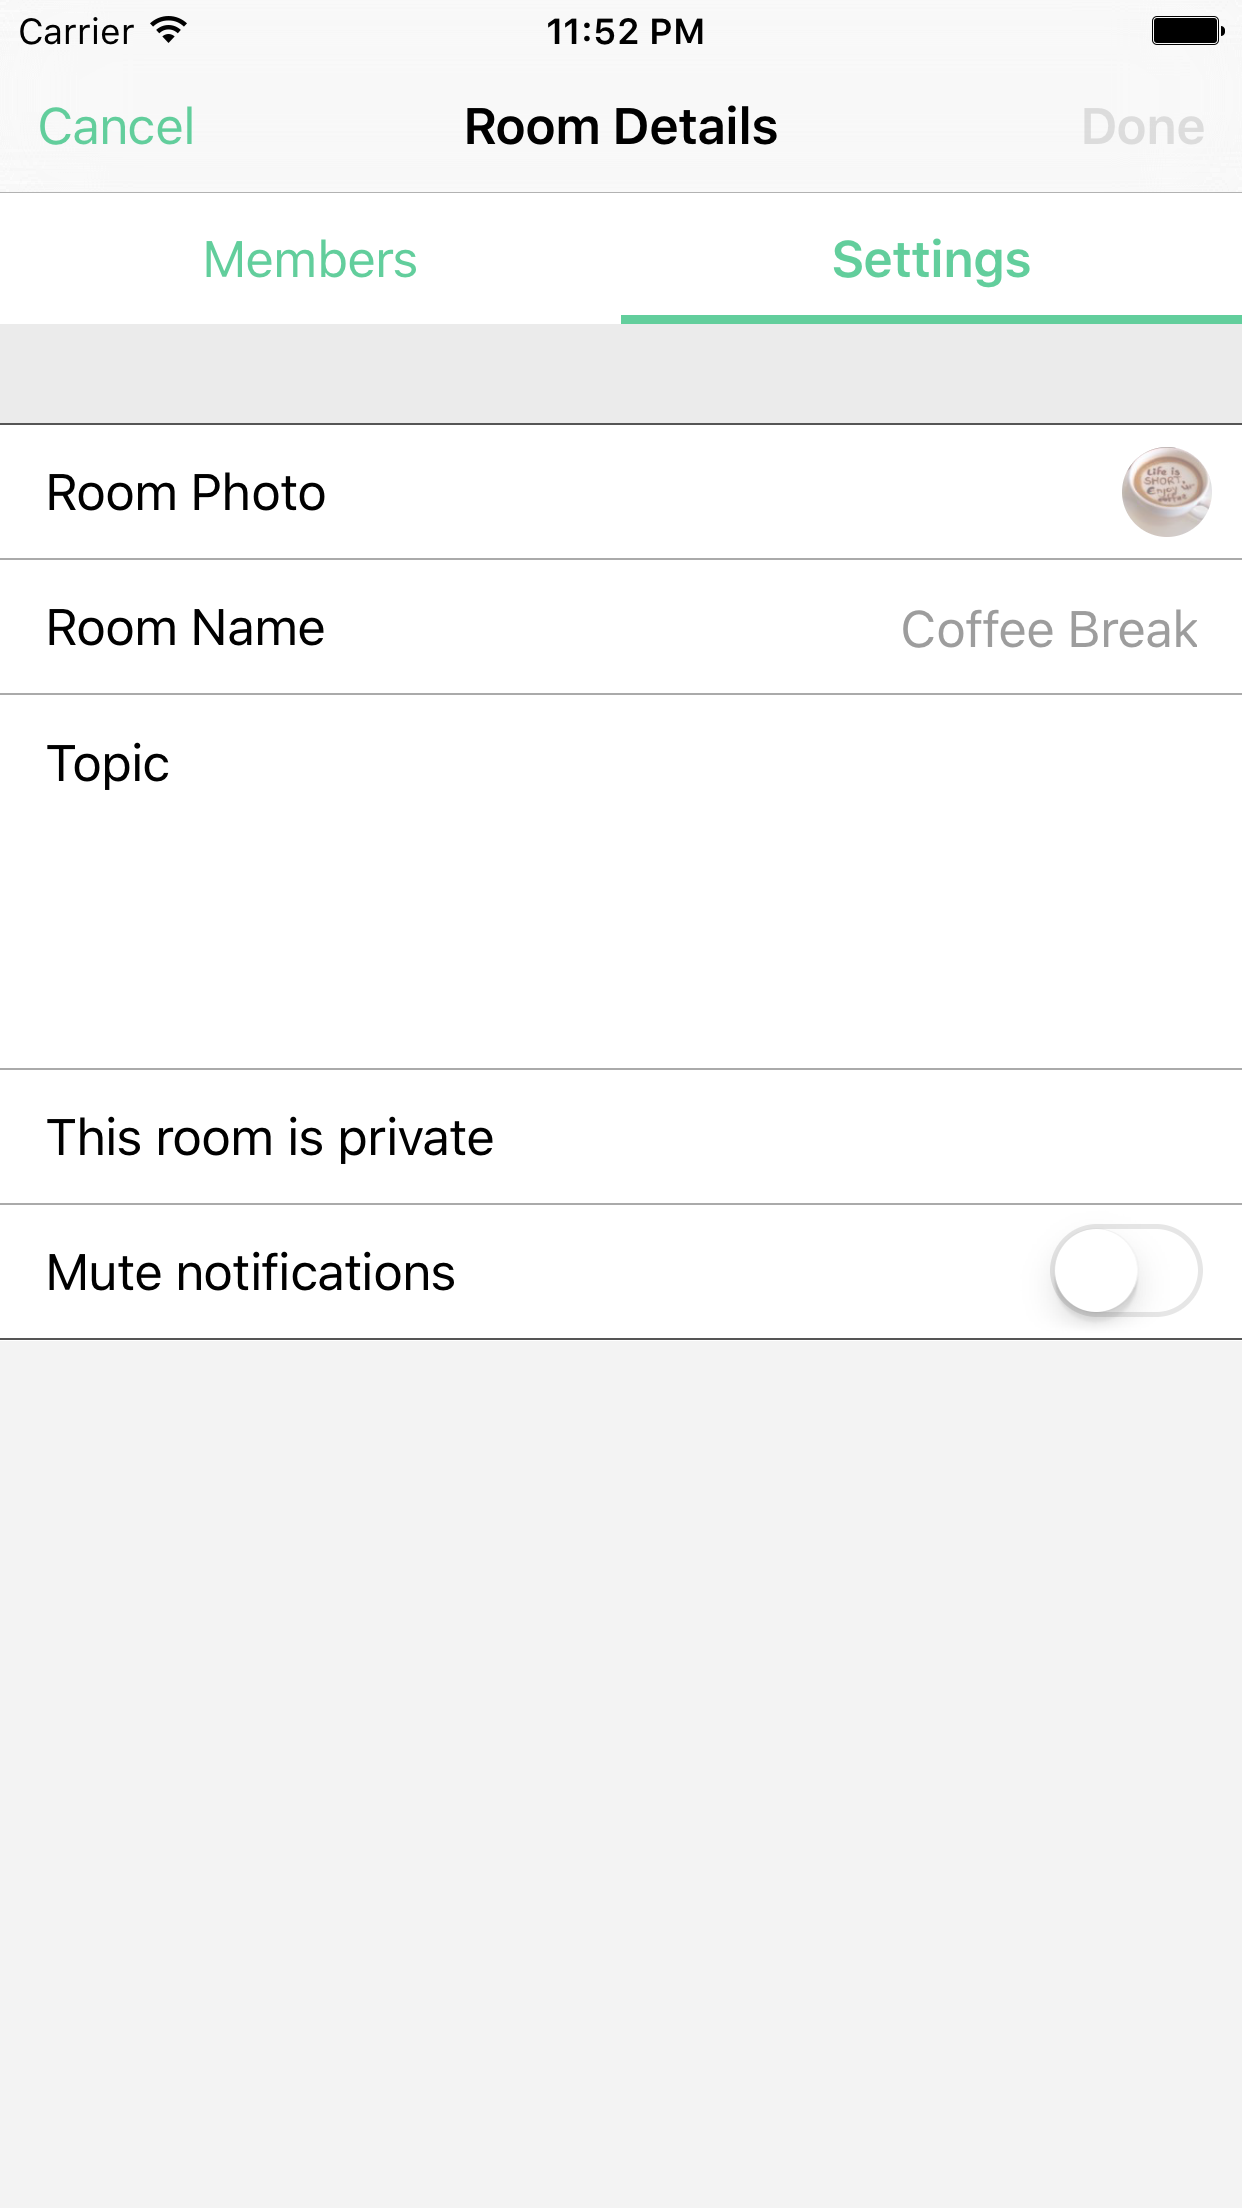 Carrier
11:52 PM
Cancel
Room Details
Done
Members
Settings
Room Photo
Life is
SHORT.
Enjoy
coffee
Room Name
Coffee Break
Topic
This room is private
Mute notifications